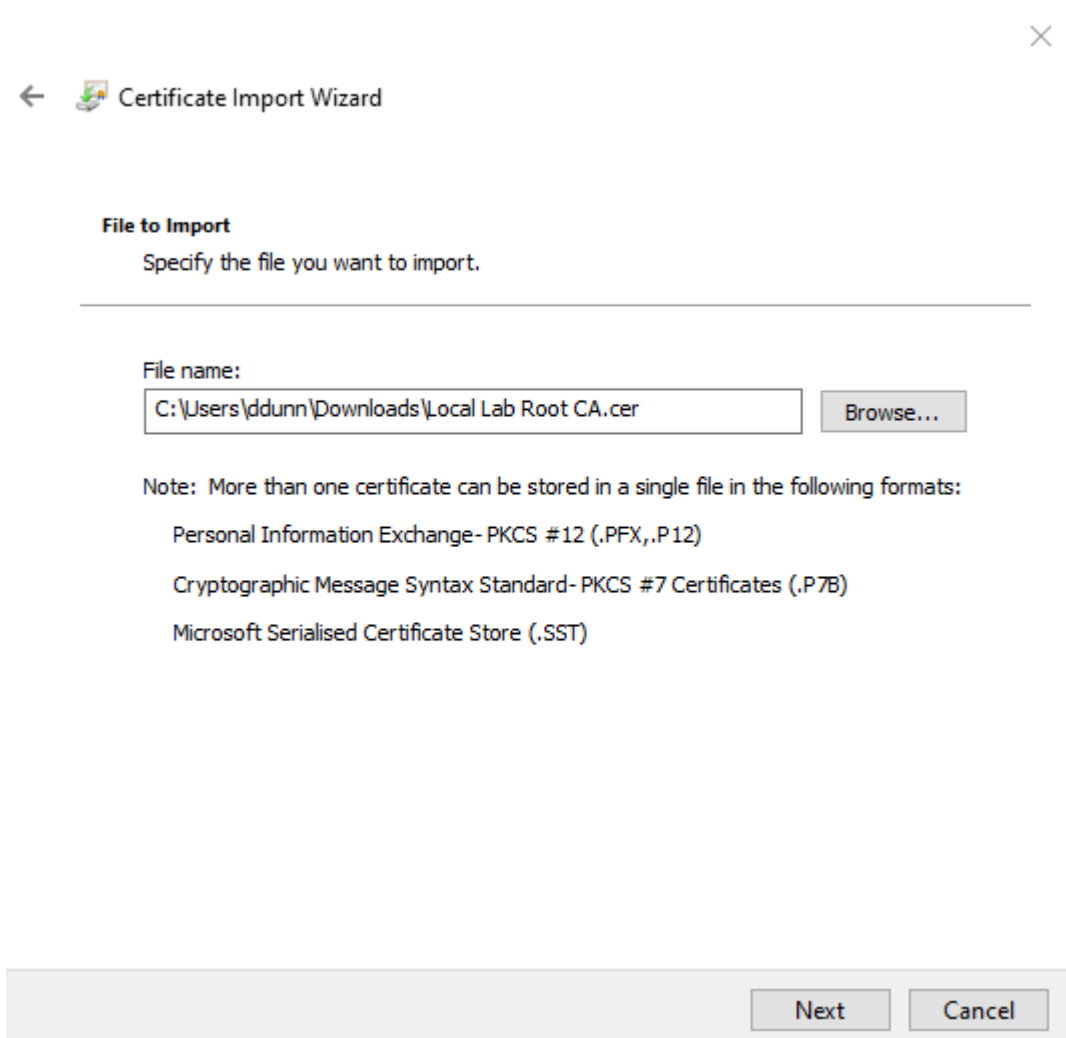 Certificate Import Wizard
File to Import
Specify the file you want to import.
File name:
C:\Users\ddunn\Downloads\Local Lab Root CA.cer
Browse...
Note:  More than one certificate can be stored in a single file in the following formats:
Personal Information Exchange- PKCS #12 (.PFX,.P12)
Cryptographic Message Syntax Standard- PKCS #7 Certificates (.P7B)
Microsoft Serialised Certificate Store (.SST)
Next
Cancel